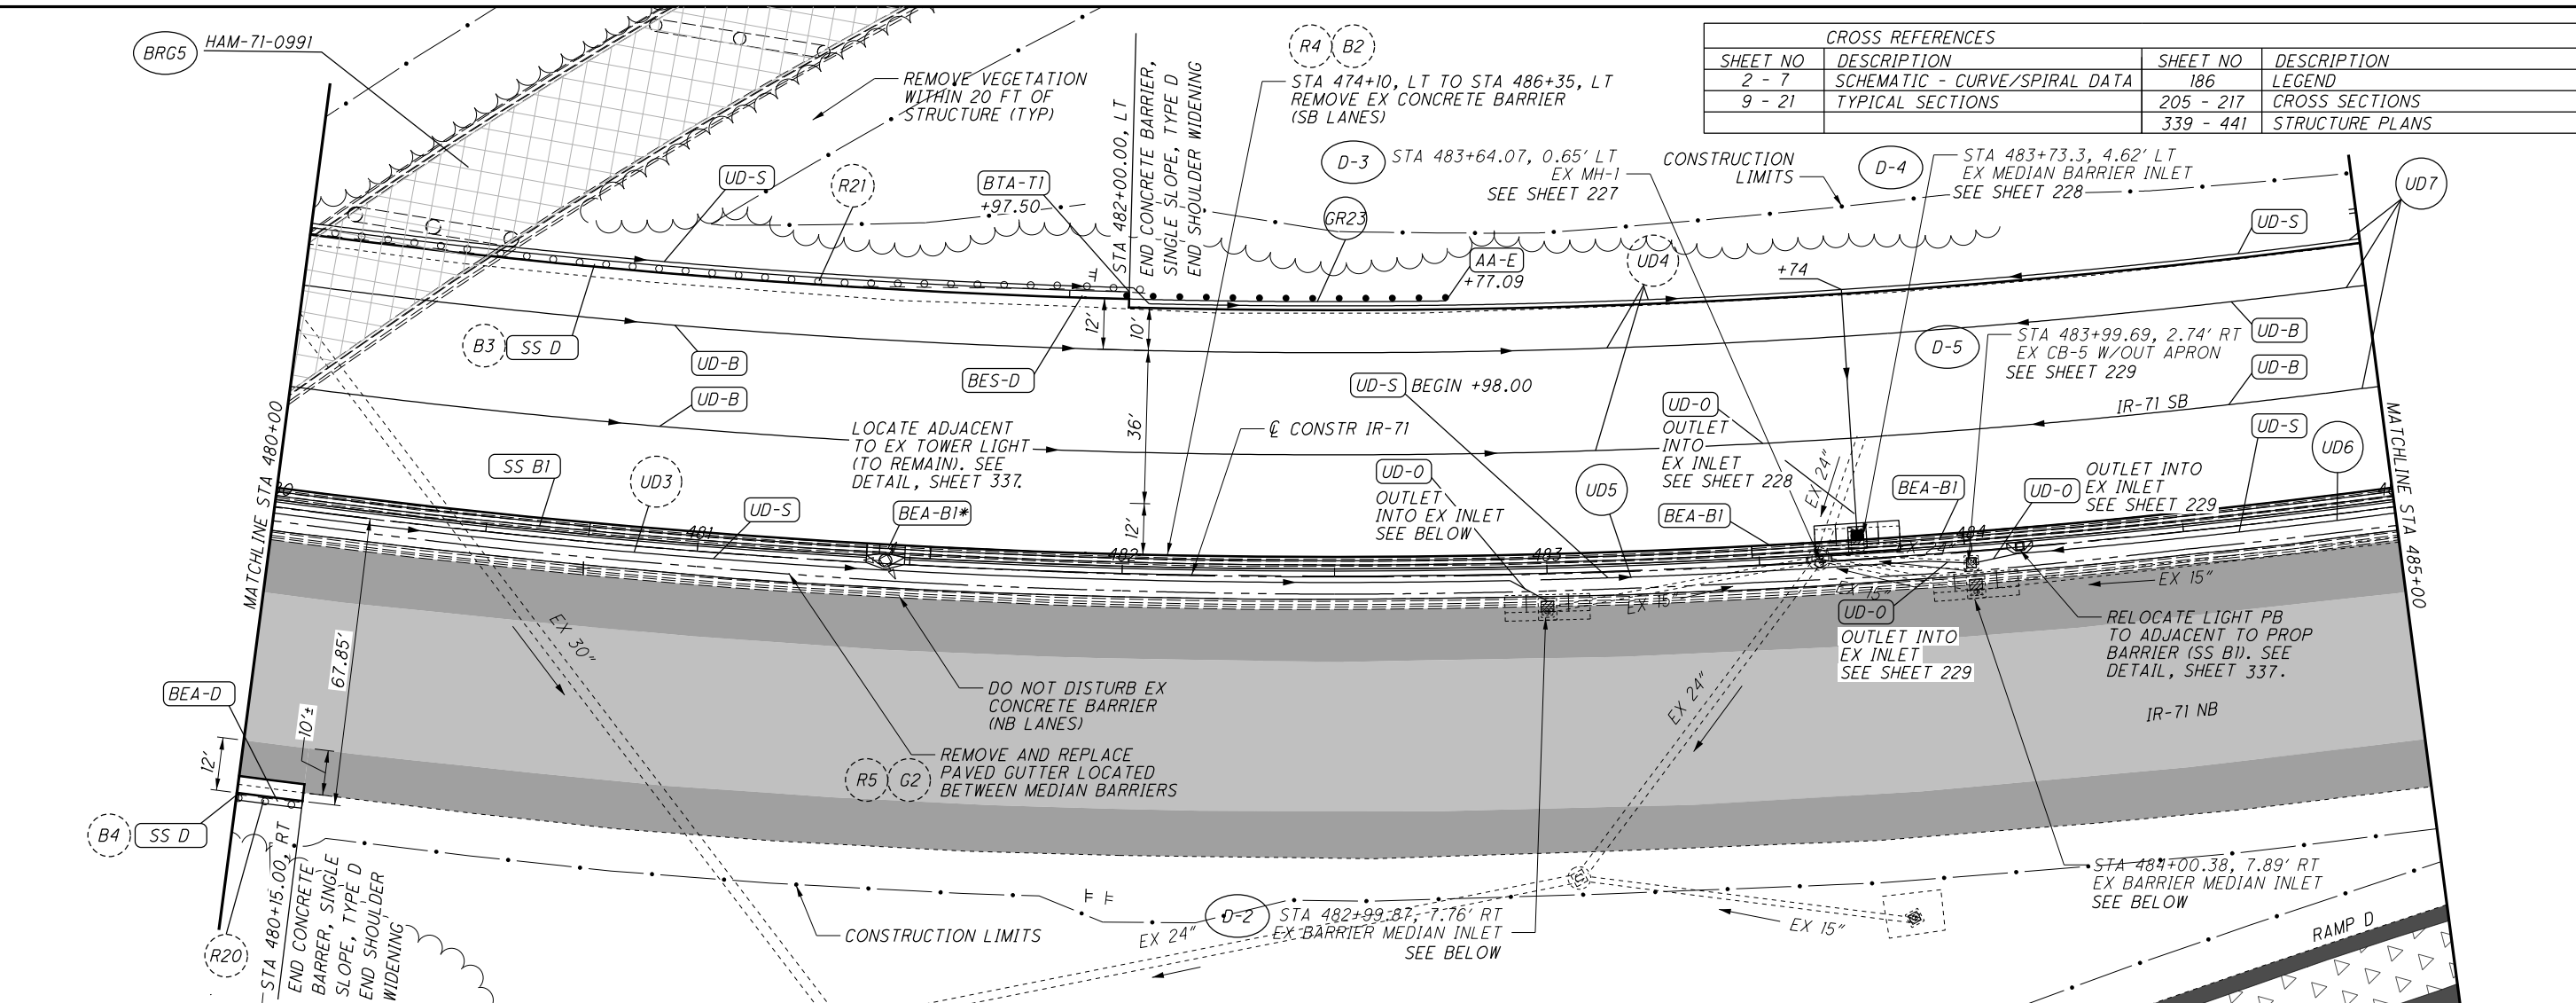 BRG5
HAM-71-0991
REMOVE VEGETATION
WITHIN 20 FT OF
STRUCTURE (TYP)
STA 482+00.00, LT
END CONCRETE BARRIER,
SINGLE SLOPE, TYPE D
END SHOULDER WIDENING
R4
B2
STA 474+10, LT TO STA 486+35, LT
REMOVE EX CONCRETE BARRIER
(SB LANES)
CROSS REFERENCES
SHEET NO DESCRIPTION SHEET NO DESCRIPTION
2 - 7 SCHEMATIC - CURVE/SPIRAL DATA 186 LEGEND
9 - 21 TYPICAL SECTIONS 205 - 217 CROSS SECTIONS
339 - 441 STRUCTURE PLANS
D-3
STA 483+64.07, 0.65' LT
EX MH-1
SEE SHEET 227
CONSTRUCTION
LIMITS
D-4
STA 483+73.3, 4.62' LT
EX MEDIAN BARRIER INLET
SEE SHEET 228
UD7
UD-S
R21
BTA-T1
+97.50
GR23
AA-E
+77.09
UD4
+74
UD-S
B3
SS D
UD-B
UD-B
BES-D
12'
10'
36'
12'
D-5
STA 483+99.69, 2.74' RT
EX CB-5 W/OUT APRON
SEE SHEET 229
UD-B
UD-B
IR-71 SB
UD-S
UD6
UD-S
BEGIN +98.00
℄ CONSTR IR-71
LOCATE ADJACENT
TO EX TOWER LIGHT
(TO REMAIN). SEE
DETAIL, SHEET 337.
BEA-B1*
UD-O
OUTLET
INTO
EX INLET
SEE SHEET 228
EX 24"
UD-O
OUTLET
INTO EX INLET
SEE BELOW
UD5
BEA-B1
BEA-B1
UD-O
OUTLET INTO
EX INLET
SEE SHEET 229
MATCHLINE STA 480+00
MATCHLINE STA 485+00
SS B1
UD3
UD-S
481
482
483
484
EX 24"
EX 15"
EX 15"
EX 15"
UD-O
OUTLET INTO
EX INLET
SEE SHEET 229
RELOCATE LIGHT PB
TO ADJACENT TO PROP
BARRIER (SS B1). SEE
DETAIL, SHEET 337.
IR-71 NB
EX 30"
67.85'
BEA-D
10'±
12'
DO NOT DISTURB EX
CONCRETE BARRIER
(NB LANES)
R5
G2
REMOVE AND REPLACE
PAVED GUTTER LOCATED
BETWEEN MEDIAN BARRIERS
EX 24"
B4
SS D
R20
STA 480+15.00, RT
END CONCRETE
BARRER, SINGLE
SLOPE, TYPE D
END SHOULDER
WIDENING
CONSTRUCTION LIMITS
EX 24"
D-2
STA 482+99.87, 7.76' RT
EX BARRIER MEDIAN INLET
SEE BELOW
EX 15"
STA 484+00.38, 7.89' RT
EX BARRIER MEDIAN INLET
SEE BELOW
RAMP D